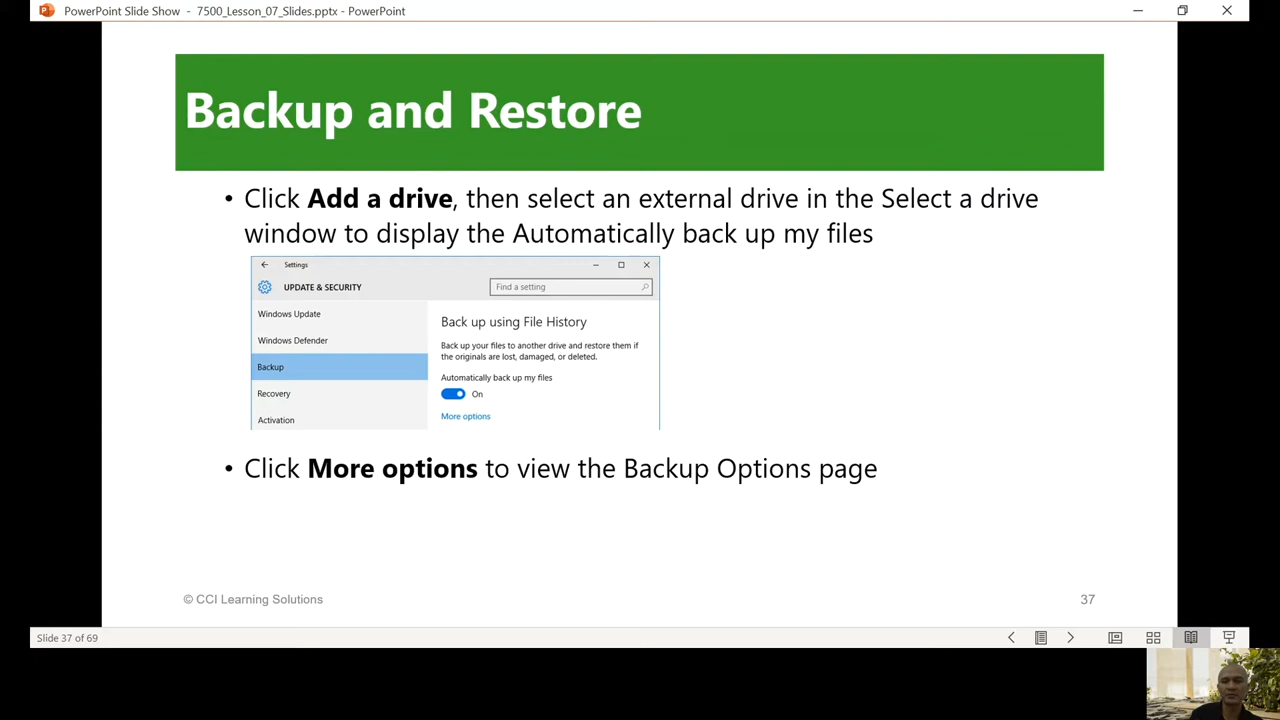 PowerPoint Slide Show - 7500_Lesson_07_Slides.pptx - PowerPoint
Backup and Restore
• Click Add a drive, then select an external drive in the Select a drive
window to display the Automatically back up my files
Settings
UPDATE & SECURITY
Find a setting
Windows Update
Windows Defender
Backup
Recovery
Activation
Back up using File History
Back up your files to another drive and restore them if
the originals are lost, damaged, or deleted.
Automatically back up my files
On
More options
• Click More options to view the Backup Options page
© CCI Learning Solutions
37
Slide 37 of 69